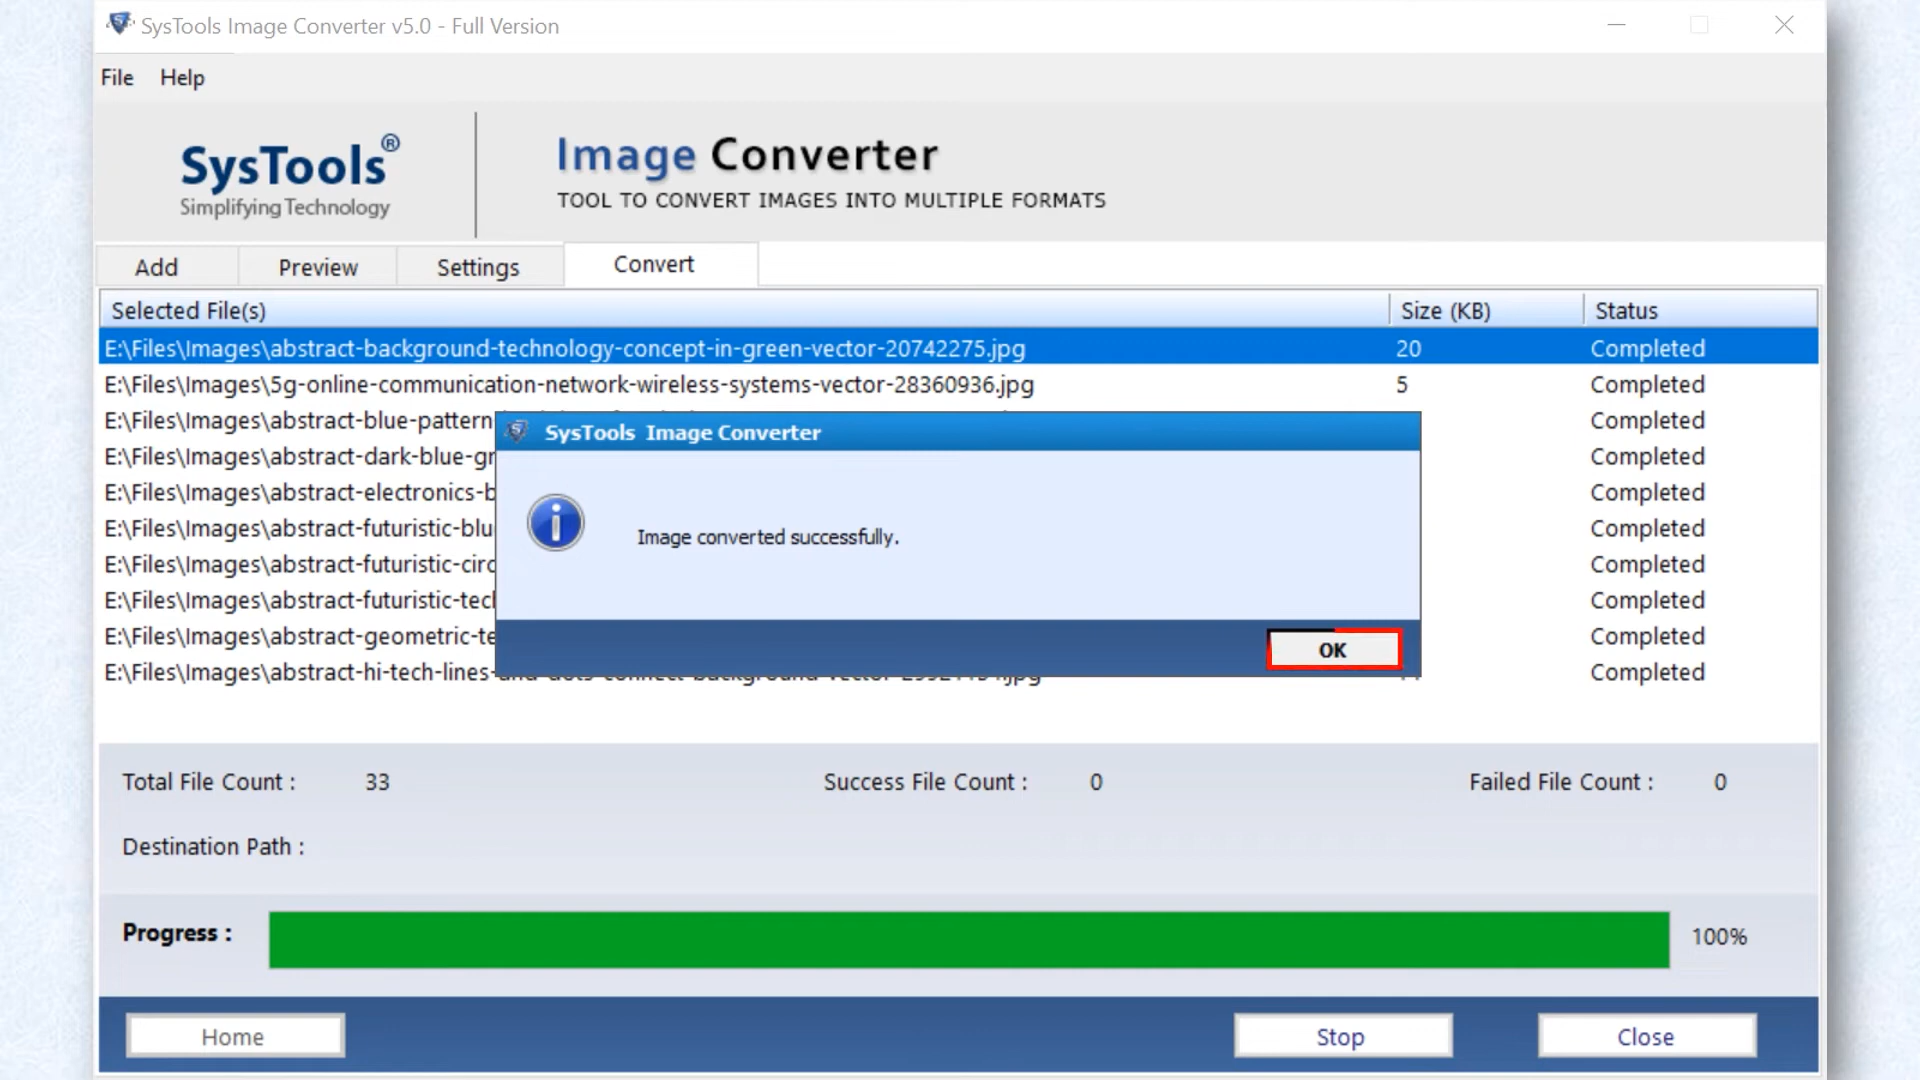 SysTools Image Converter v5.0 - Full Version
File Help
SysTools®
Simplifying Technology
Image Converter
TOOL TO CONVERT IMAGES INTO MULTIPLE FORMATS
Add Preview Settings Convert
Selected File(s) Size (KB) Status
E:\Files\Images\abstract-background-technology-concept-in-green-vector-20742275.jpg 20 Completed
E:\Files\Images\5g-online-communication-network-wireless-systems-vector-28360936.jpg 5 Completed
E:\Files\Images\abstract-blue-pattern Completed
E:\Files\Images\abstract-dark-blue-gr Completed
E:\Files\Images\abstract-electronics-b Completed
E:\Files\Images\abstract-futuristic-blu Completed
E:\Files\Images\abstract-futuristic-circ Completed
E:\Files\Images\abstract-futuristic-tech Completed
E:\Files\Images\abstract-geometric-te Completed
E:\Files\Images\abstract-hi-tech-lines-and-dots-connect-background-vector- Completed
SysTools Image Converter
Image converted successfully.
OK
Total File Count : 33 Success File Count : 0 Failed File Count : 0
Destination Path :
Progress : 100%
Home Stop Close